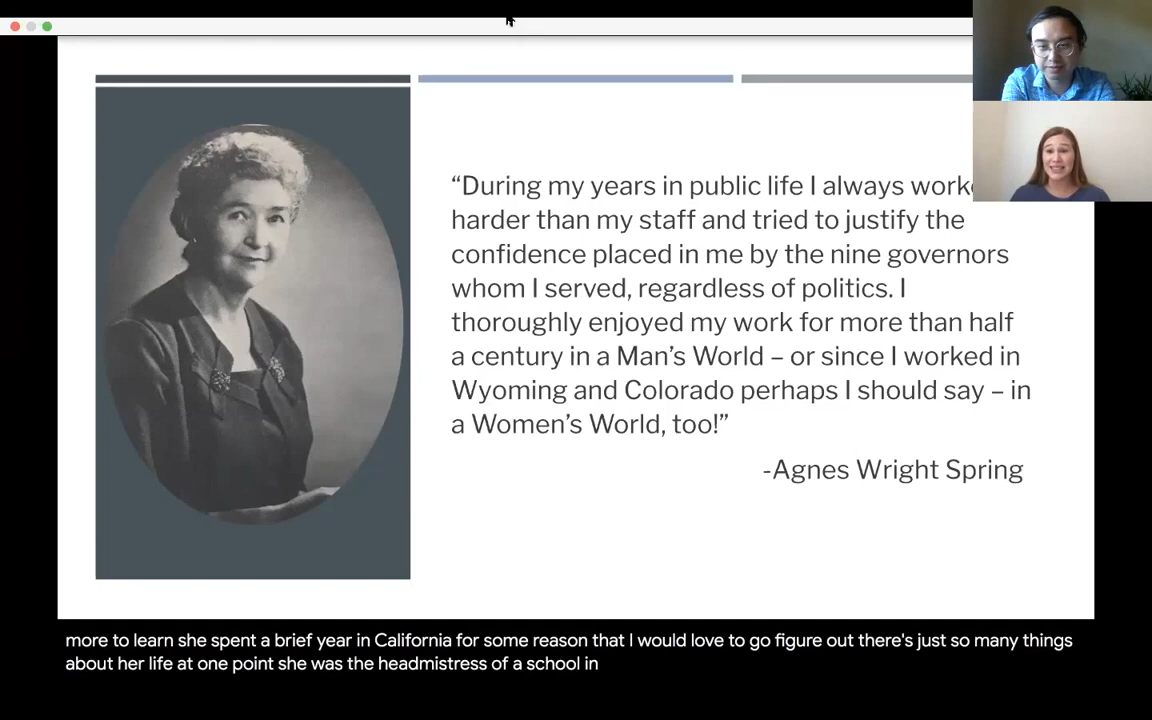 “During my years in public life I always work
harder than my staff and tried to justify the
confidence placed in me by the nine governors
whom I served, regardless of politics. I
thoroughly enjoyed my work for more than half
a century in a Man’s World – or since I worked in
Wyoming and Colorado perhaps I should say – in
a Women’s World, too!”
-Agnes Wright Spring
more to learn she spent a brief year in California for some reason that I would love to go figure out there's just so many things
about her life at one point she was the headmistress of a school in